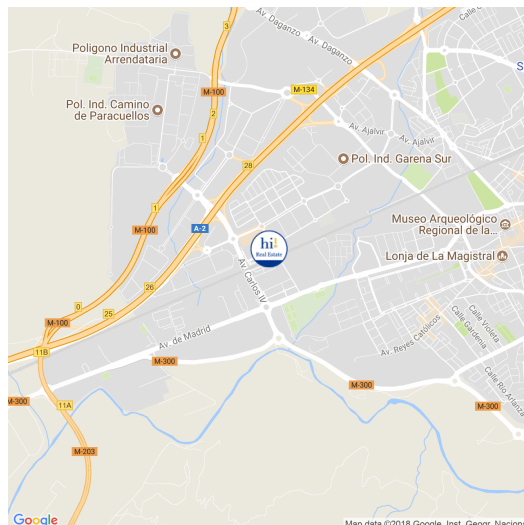 Poligono Industrial
Arrendataria
Av. Daganzo
Av. Daganzo
3
M-100
M-134
Pol. Ind. Camino
de Paracuellos
2
1
Av. Ajalvir
Av. Ajalvir
Pol. Ind. Garena Sur
28
1
M-100
A-2
hi!
Real Estate
Museo Arqueológico
Regional de la...
Lonja de La Magistral
Av. Carlos IV
26
0
25
M-100
11B
Av. de Madrid
M-300
Av. Reyes Católicos
Calle Gardenia
Calle Violeta
Calle Río Arlanza
M-300
M-300
M-300
11A
M-203
Google
Map data ©2018 Google, Inst. Geogr. Nacional